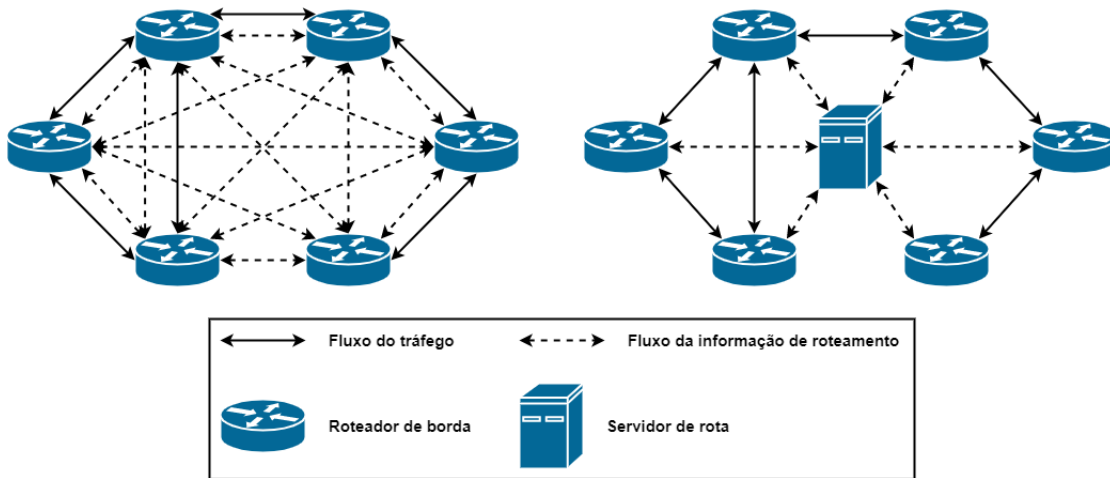 Fluxo do tráfego
Fluxo da informação de roteamento
Roteador de borda
Servidor de rota